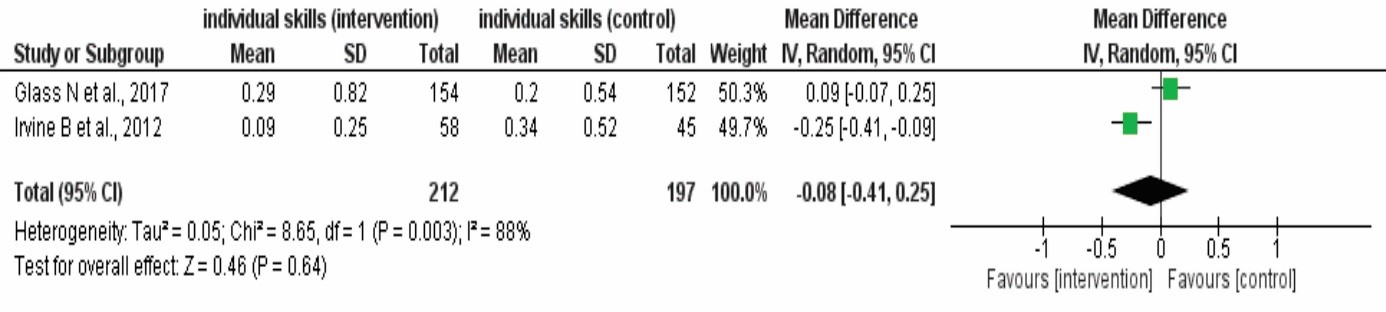 individual skills (intervention) individual skills (control) Mean Difference Mean Difference
Study or Subgroup Mean SD Total Mean SD Total Weight IV, Random, 95% CI IV, Random, 95% CI
Glass N et al., 2017 0.29 0.82 154 0.2 0.54 152 50.3% 0.09 [-0.07, 0.25]
Irvine B et al., 2012 0.09 0.25 58 0.34 0.52 45 49.7% -0.25 [-0.41, -0.09]
Total (95% CI) 212 197 100.0% -0.08 [-0.41, 0.25]
Heterogeneity: Tau² = 0.05; Chi² = 8.65, df = 1 (P = 0.003); I² = 88%
Test for overall effect: Z = 0.46 (P = 0.64)
-1 -0.5 0 0.5 1
Favours [intervention] Favours [control]